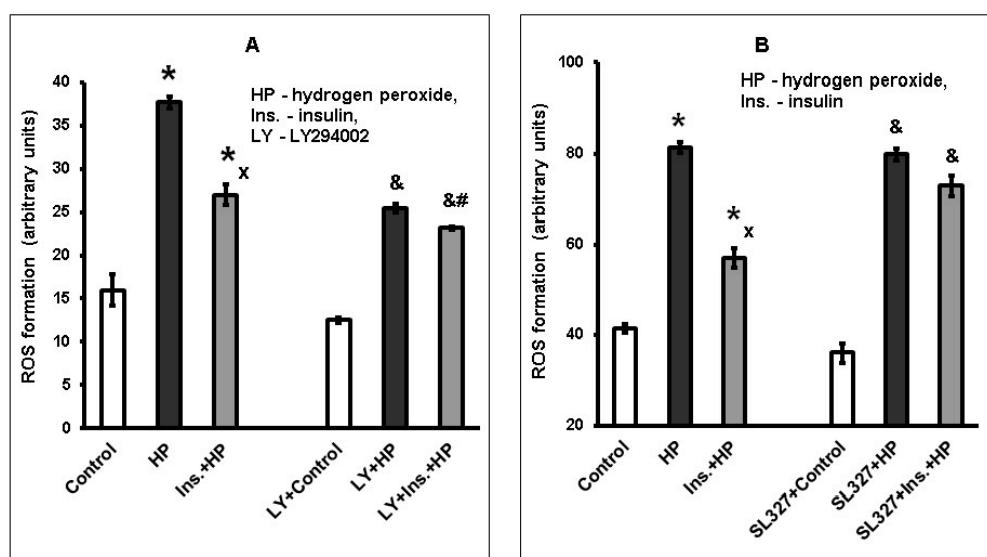 A
ROS formation (arbitrary units)
40
35
30
25
20
15
10
5
0
*
*
x
&
&#
HP - hydrogen peroxide,
Ins. - insulin,
LY - LY294002
Control
HP
Ins.+HP
LY+Control
LY+HP
LY+Ins.+HP
B
ROS formation (arbitrary units)
100
80
60
40
20
*
*
x
&
&
HP - hydrogen peroxide,
Ins. - insulin
Control
HP
Ins.+HP
SL327+Control
SL327+HP
SL327+Ins.+HP